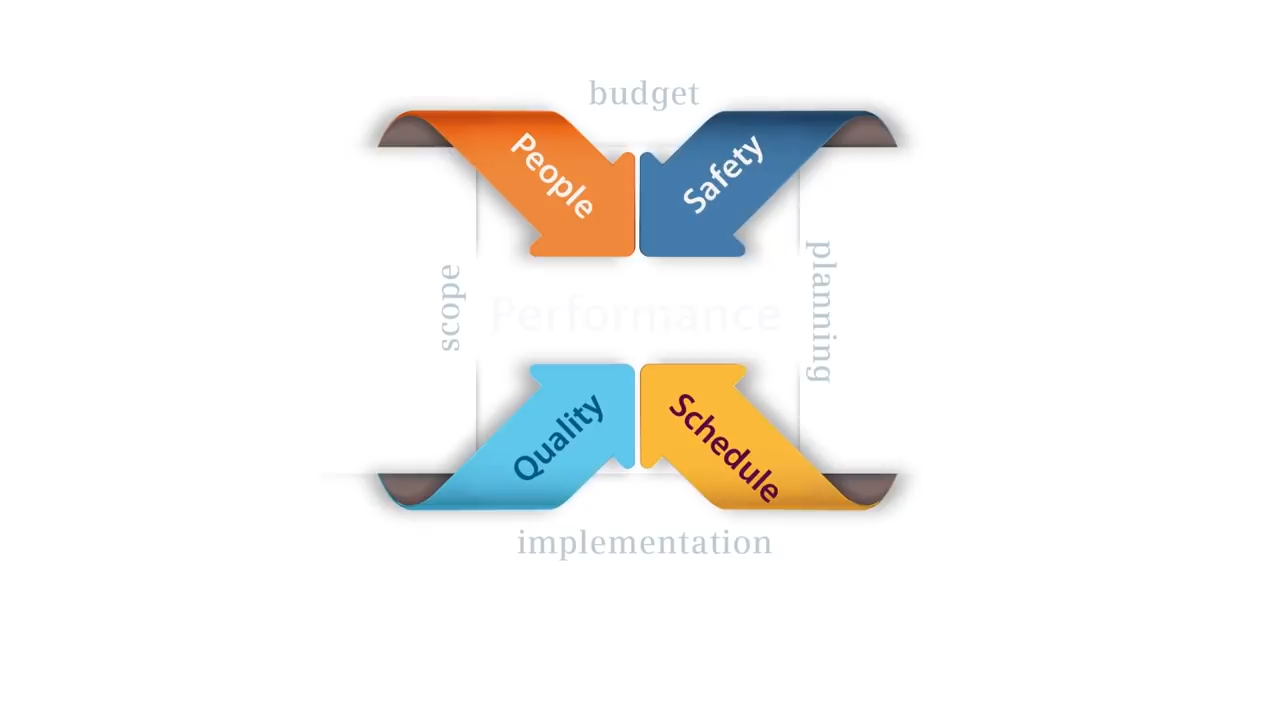 budget
People
Safety
scope
Performance
planning
Quality
Schedule
implementation